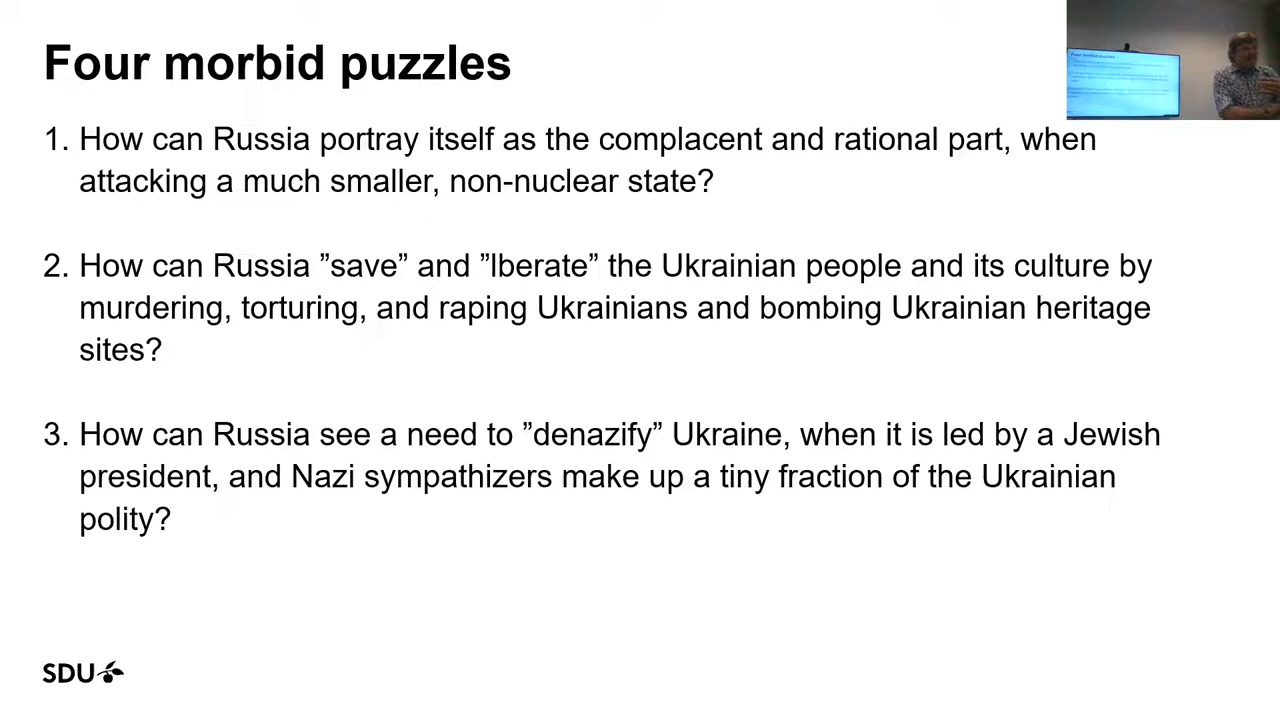 Four morbid puzzles
1. How can Russia portray itself as the complacent and rational part, when
attacking a much smaller, non-nuclear state?
2. How can Russia ”save” and ”lberate” the Ukrainian people and its culture by
murdering, torturing, and raping Ukrainians and bombing Ukrainian heritage
sites?
3. How can Russia see a need to ”denazify” Ukraine, when it is led by a Jewish
president, and Nazi sympathizers make up a tiny fraction of the Ukrainian
polity?
SDU
Four morbid puzzles